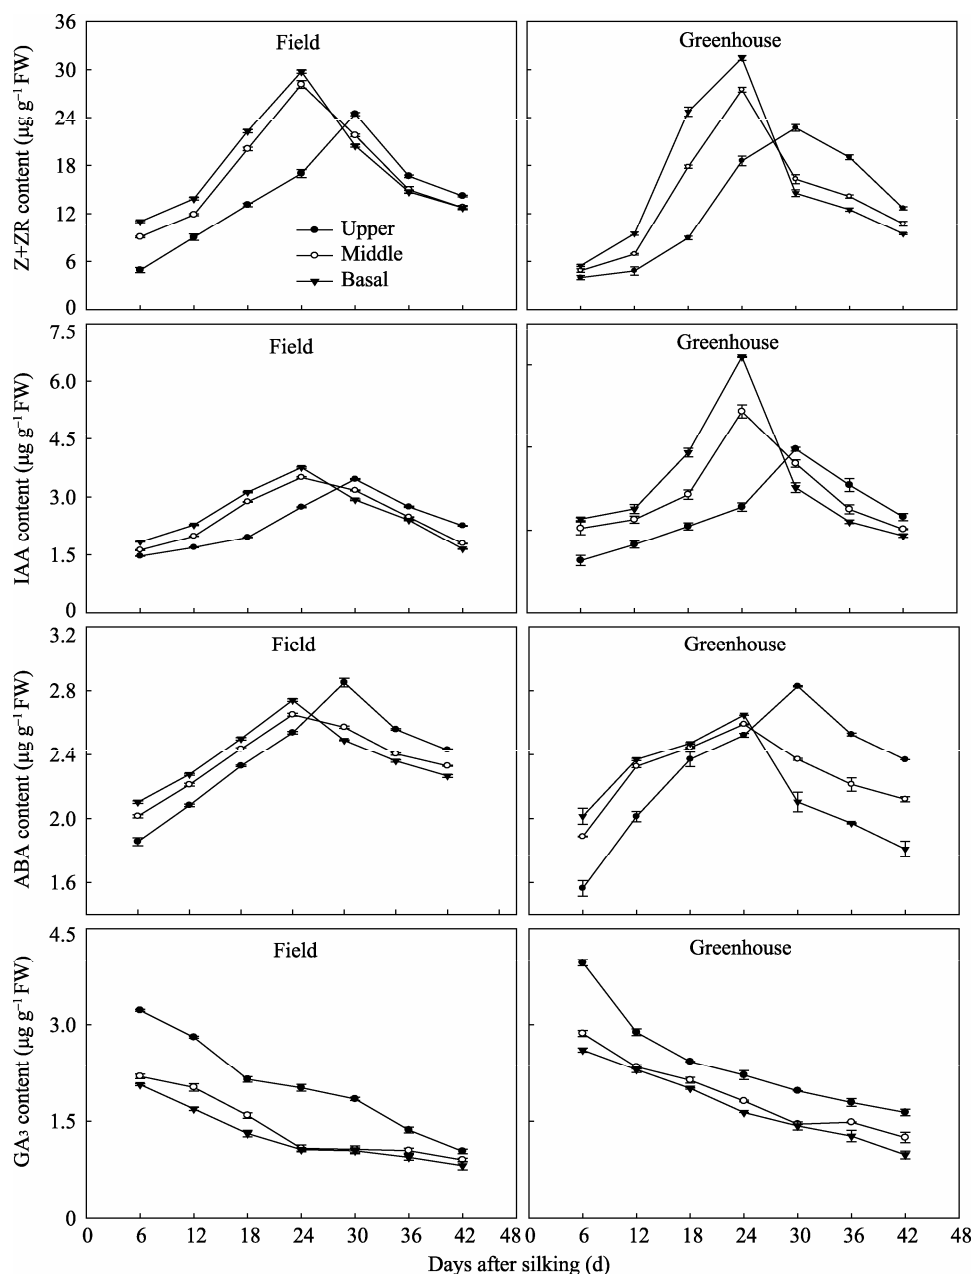 36
30
24
18
12
6
0
Z+ZR content (μg g⁻¹ FW)
Field
Upper
Middle
Basal
Greenhouse
7.5
6.0
4.5
3.0
1.5
0
IAA content (μg g⁻¹ FW)
Field
Greenhouse
3.2
2.8
2.4
2.0
1.6
ABA content (μg g⁻¹ FW)
Field
Greenhouse
4.5
3.0
1.5
0
GA₃ content (μg g⁻¹ FW)
Field
Greenhouse
0 6 12 18 24 30 36 42 48 0 6 12 18 24 30 36 42 48
Days after silking (d)